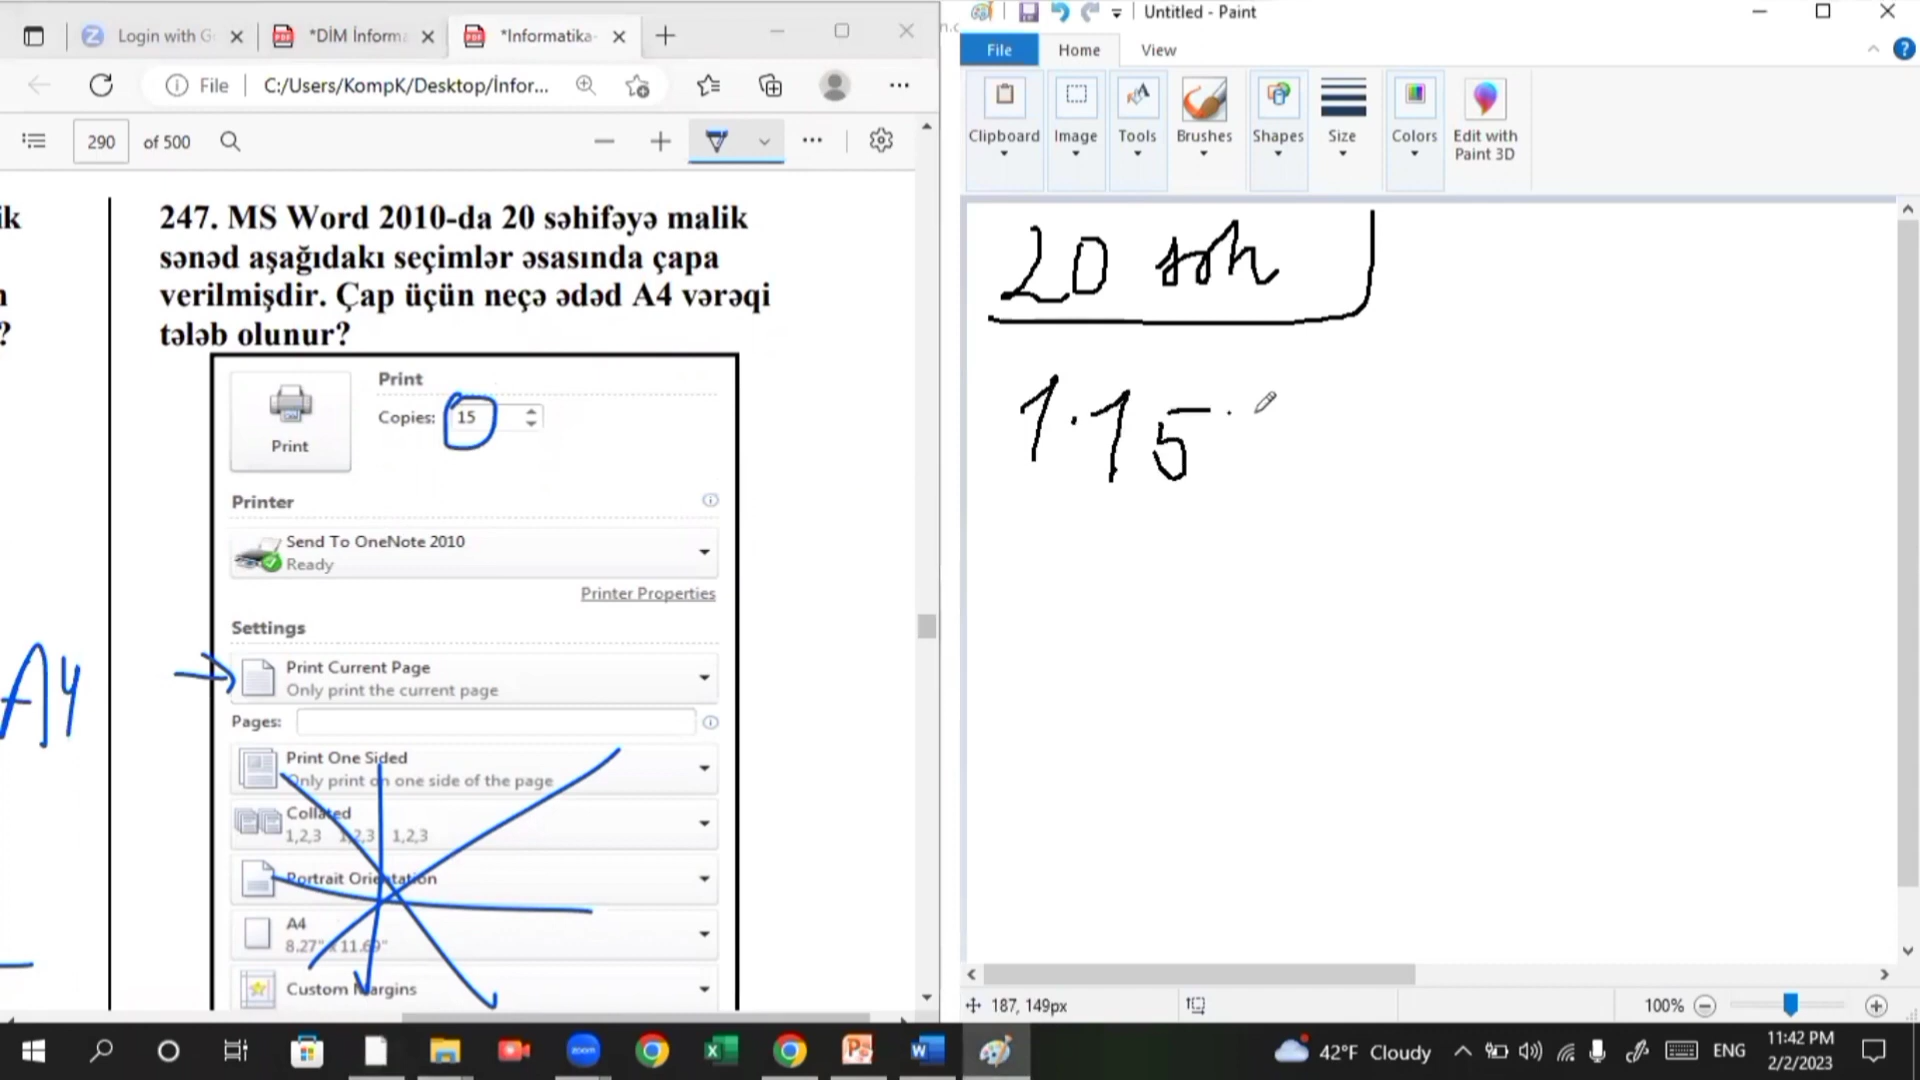 Login with G
*DİM İnforma
*Informatika-
File
C:/Users/KompK/Desktop/İnfor...
290
of 500
ik
?
247. MS Word 2010-da 20 səhifəyə malik
sənəd aşağıdakı seçimlər əsasında çapa
verilmişdir. Çap üçün neçə ədəd A4 vərəqi
tələb olunur?
Print
Print
Copies: 15
Printer
Send To OneNote 2010
Ready
Printer Properties
Settings
Print Current Page
Only print the current page
Pages:
Print One Sided
Only print on one side of the page
Collated
1,2,3 1,2,3 1,2,3
Portrait Orientation
A4
8.27" x 11.69"
Custom Margins
A4
Untitled - Paint
File
Home
View
Clipboard
Image
Tools
Brushes
Shapes
Size
Colors
Edit with
Paint 3D
20 səh
1·15·
187, 149px
100%
zoom
42°F Cloudy
ENG
11:42 PM
2/2/2023